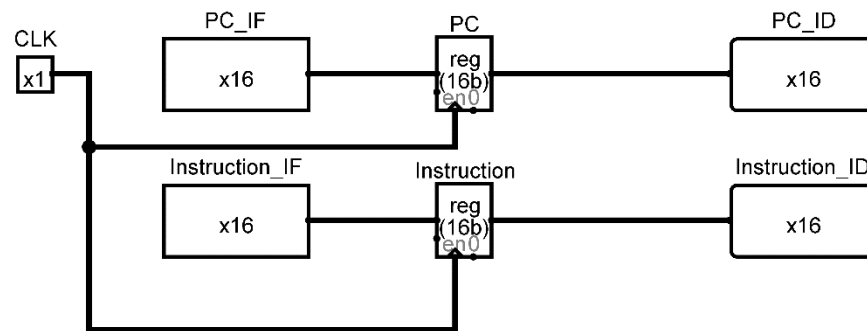 PC_IF
PC
PC_ID
CLK
x1
x16
reg
(16b)
en0
x16
Instruction_IF
Instruction
Instruction_ID
x16
reg
(16b)
en0
x16